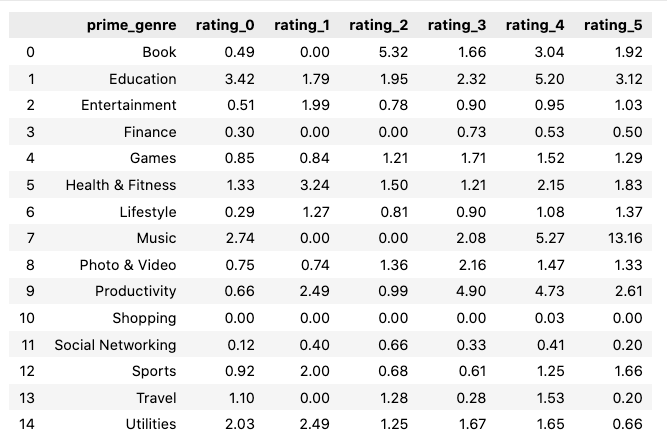 prime_genre rating_0 rating_1 rating_2 rating_3 rating_4 rating_5
0 Book 0.49 0.00 5.32 1.66 3.04 1.92
1 Education 3.42 1.79 1.95 2.32 5.20 3.12
2 Entertainment 0.51 1.99 0.78 0.90 0.95 1.03
3 Finance 0.30 0.00 0.00 0.73 0.53 0.50
4 Games 0.85 0.84 1.21 1.71 1.52 1.29
5 Health & Fitness 1.33 3.24 1.50 1.21 2.15 1.83
6 Lifestyle 0.29 1.27 0.81 0.90 1.08 1.37
7 Music 2.74 0.00 0.00 2.08 5.27 13.16
8 Photo & Video 0.75 0.74 1.36 2.16 1.47 1.33
9 Productivity 0.66 2.49 0.99 4.90 4.73 2.61
10 Shopping 0.00 0.00 0.00 0.00 0.03 0.00
11 Social Networking 0.12 0.40 0.66 0.33 0.41 0.20
12 Sports 0.92 2.00 0.68 0.61 1.25 1.66
13 Travel 1.10 0.00 1.28 0.28 1.53 0.20
14 Utilities 2.03 2.49 1.25 1.67 1.65 0.66